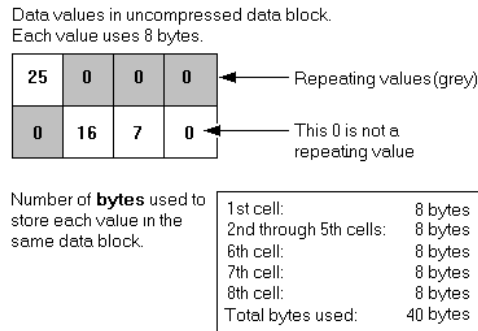 Data values in uncompressed data block.
Each value uses 8 bytes.
25 0 0 0
Repeating values (grey)
0 16 7 0
This 0 is not a
repeating value
Number of bytes used to
store each value in the
same data block.
1st cell: 8 bytes
2nd through 5th cells: 8 bytes
6th cell: 8 bytes
7th cell: 8 bytes
8th cell: 8 bytes
Total bytes used: 40 bytes